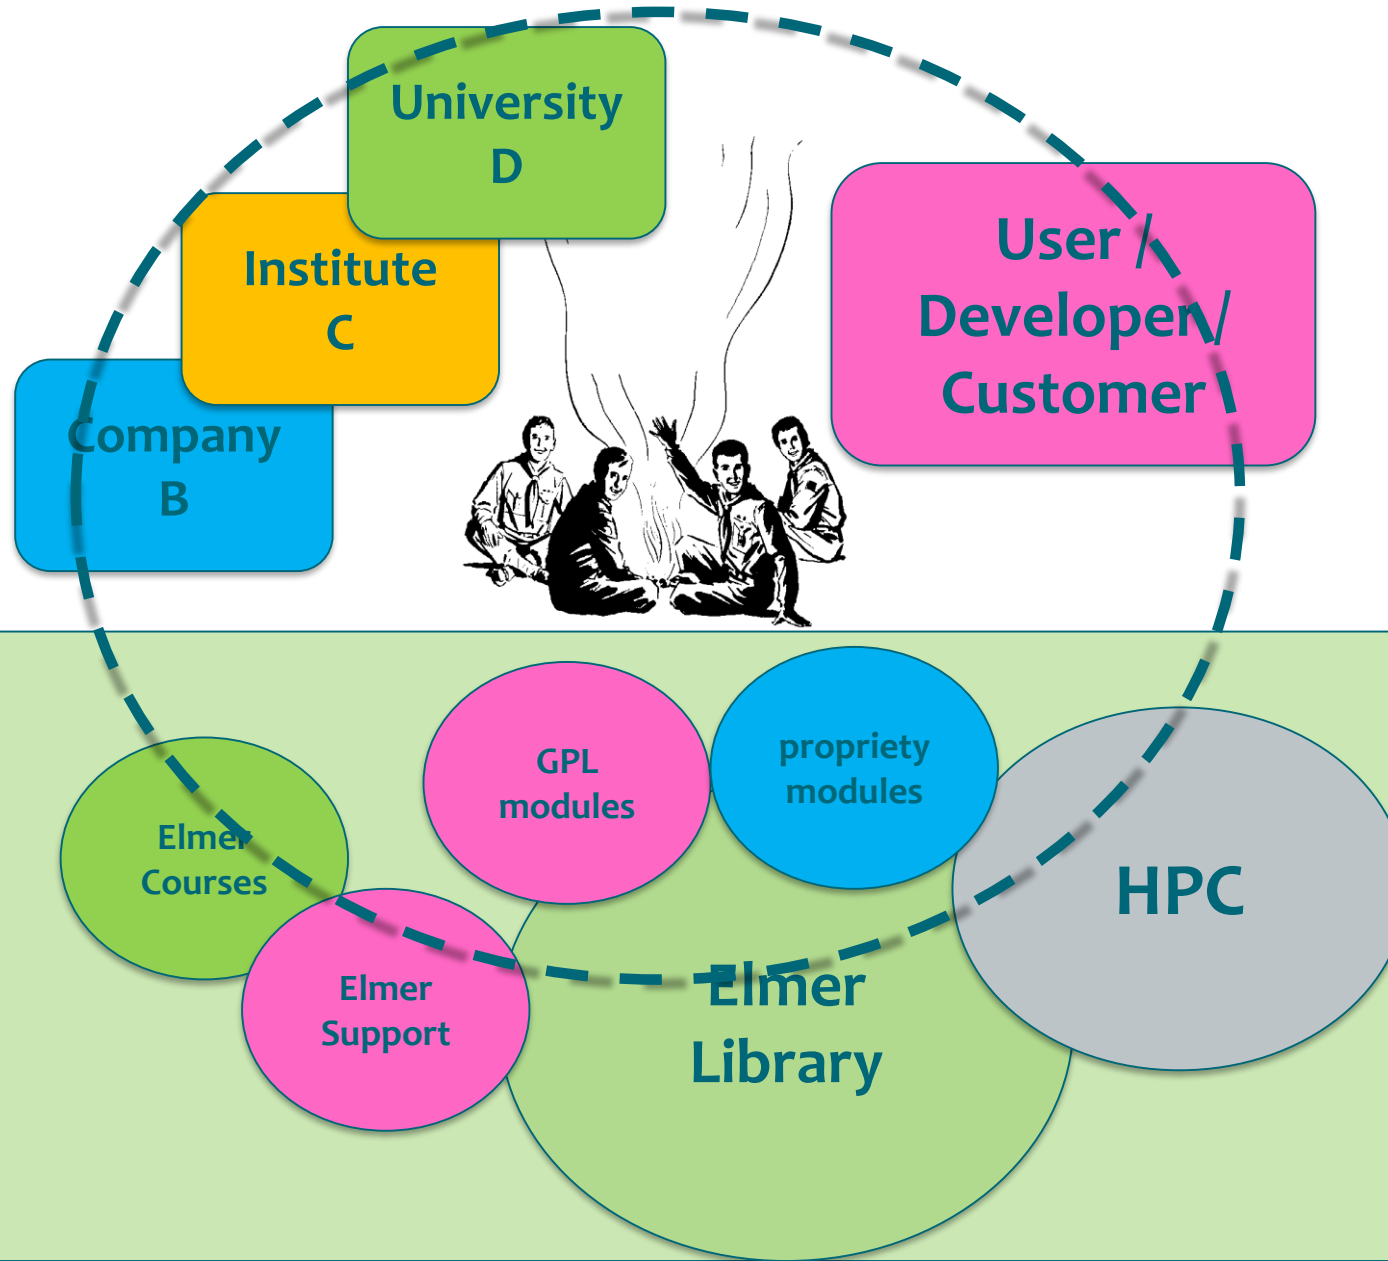 University
D
Institute
C
Company
B
User /
Developer/
Customer
GPL
modules
propriety
modules
Elmer
Courses
Elmer
Support
Elmer
Library
HPC